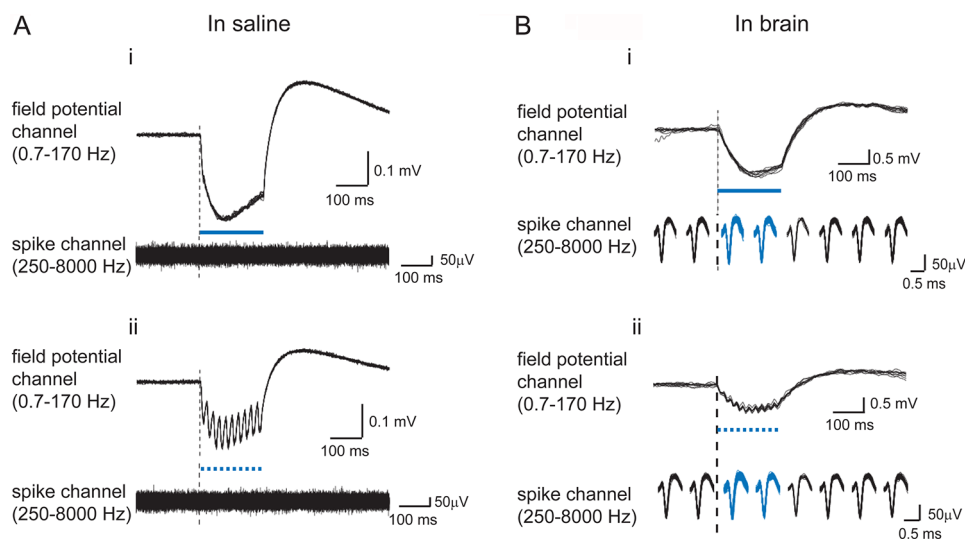 A
In saline
i
field potential
channel
(0.7-170 Hz)
0.1 mV
100 ms
spike channel
(250-8000 Hz)
50μV
100 ms
ii
field potential
channel
(0.7-170 Hz)
0.1 mV
100 ms
spike channel
(250-8000 Hz)
50μV
100 ms
B
In brain
i
field potential
channel
(0.7-170 Hz)
0.5 mV
100 ms
spike channel
(250-8000 Hz)
50μV
0.5 ms
ii
field potential
channel
(0.7-170 Hz)
0.5 mV
100 ms
spike channel
(250-8000 Hz)
50μV
0.5 ms